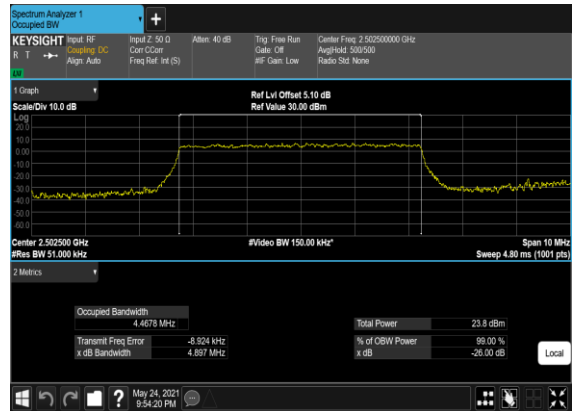 Spectrum Analyzer 1
Occupied BW
KEYSIGHT
R T
LXI
Input: RF
Coupling: DC
Align: Auto
Input Z: 50 Ω
Corr CCorr
Freq Ref: Int (S)
Atten: 40 dB
Trig: Free Run
Gate: Off
#IF Gain: Low
Center Freq: 2.502500000 GHz
Avg|Hold: 500/500
Radio Std: None
1 Graph
Scale/Div 10.0 dB
Ref Lvl Offset 5.10 dB
Ref Value 30.00 dBm
Log
20.0
10.0
0.00
-10.0
-20.0
-30.0
-40.0
-50.0
-60.0
Center 2.502500 GHz
#Res BW 51.000 kHz
#Video BW 150.00 kHz*
Span 10 MHz
Sweep 4.80 ms (1001 pts)
2 Metrics
Occupied Bandwidth
4.4678 MHz
Transmit Freq Error -8.924 kHz
x dB Bandwidth 4.897 MHz
Total Power 23.8 dBm
% of OBW Power 99.00 %
x dB -26.00 dB
Local
?
May 24, 2021
9:54:20 PM